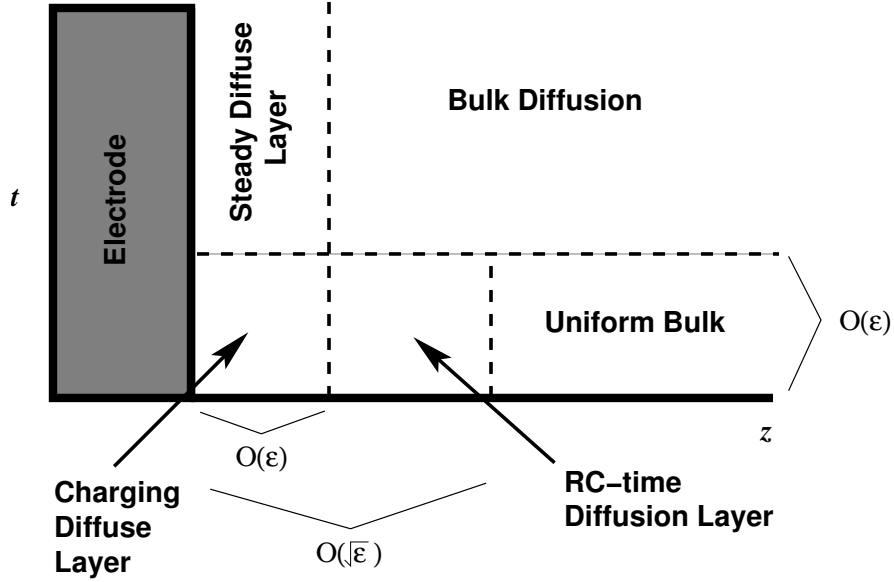 Steady Diffuse
Layer
Bulk Diffusion
Electrode
t
Uniform Bulk
O(ε)
z
O(ε)
Charging
Diffuse
Layer
RC−time
Diffusion Layer
O(√ε)